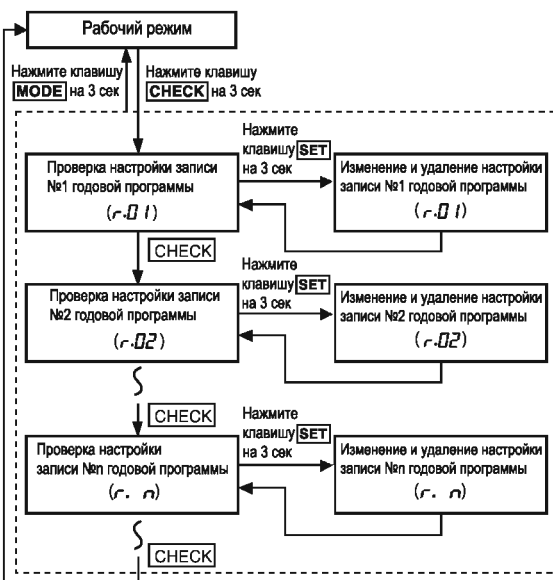 Рабочий режим
Нажмите клавишу
MODE на 3 сек
Нажмите клавишу
CHECK на 3 сек
Нажмите
клавишу SET
на 3 сек
Проверка настройки записи
№1 годовой программы
(r.01)
Изменение и удаление настройки
записи №1 годовой программы
(r.01)
CHECK
Нажмите
клавишу SET
на 3 сек
Проверка настройки записи
№2 годовой программы
(r.02)
Изменение и удаление настройки
записи №2 годовой программы
(r.02)
CHECK
Нажмите
клавишу SET
на 3 сек
Проверка настройки
записи №n годовой программы
(r. n)
Изменение и удаление настройки
записи №n годовой программы
(r. n)
CHECK